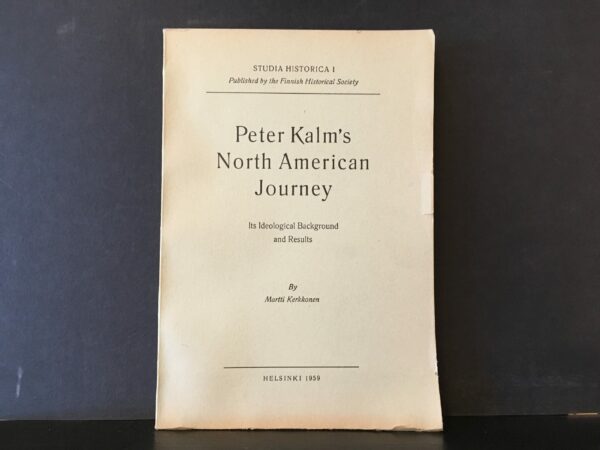 STUDIA HISTORICA I
Published by the Finnish Historical Society
Peter Kalm's
North American
Journey
Its Ideological Background
and Results
By
Martti Kerkkonen
HELSINKI 1959